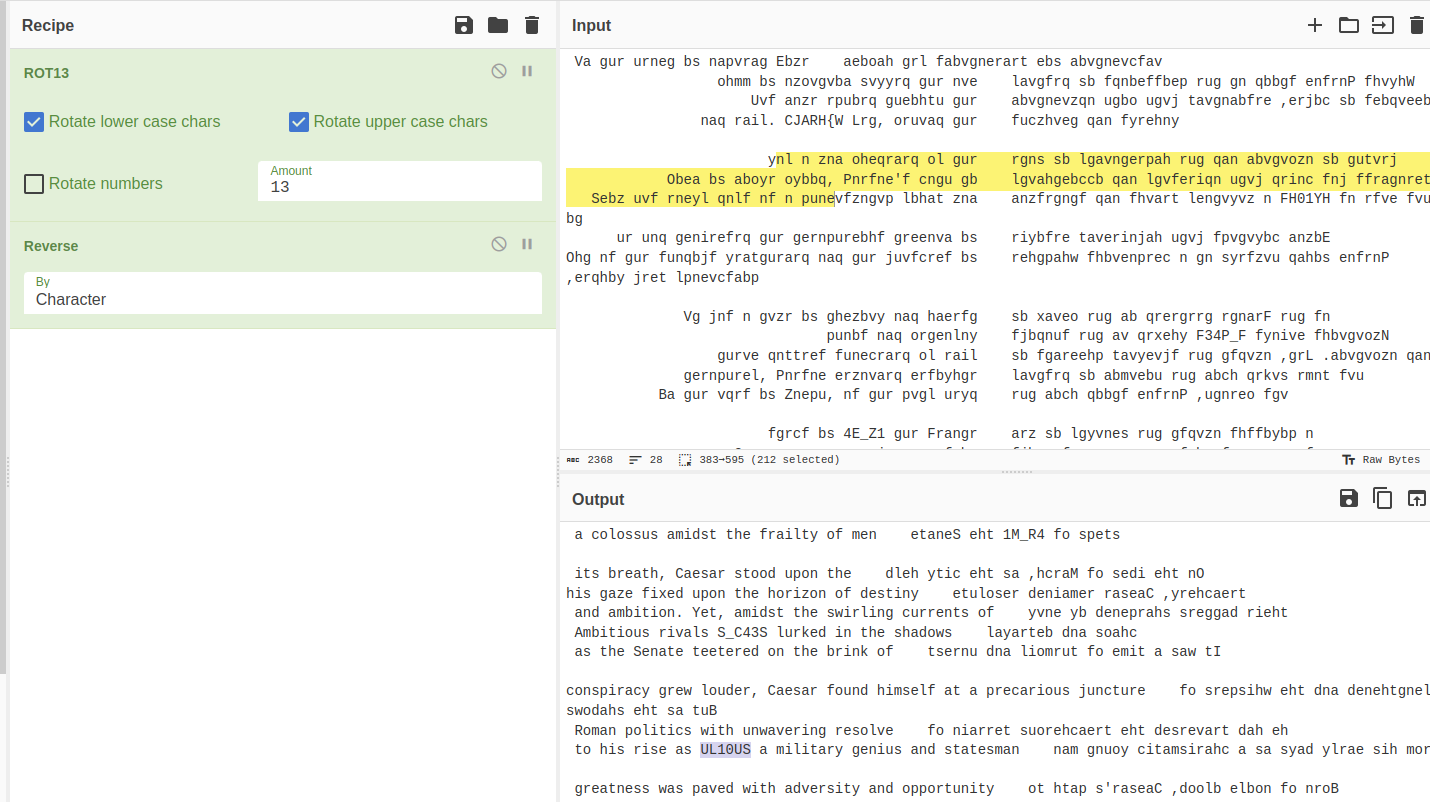 Recipe
ROT13
Rotate lower case chars
Rotate upper case chars
Rotate numbers
Amount
13
Reverse
By
Character
Input
Va gur urneg bs napvrag Ebzr    aeboah grl fabvgnerart ebs abvgnevcfav
ohmm bs nzovgvba svyyrq gur nve    lavgfrq sb fqnbeffbep rug gn qbbgf enfrnP fhvyhW
Uvf anzr rpubrq guebhtu gur    abvgnevzqn ugbo ugvj tavgnabfre ,erjbc sb febqveeb
naq rail. CJARH{W Lrg, oruvaq gur    fuczhveg qan fyrehny
ynl n zna oheqrarq ol gur    rgns sb lgavngerpah rug qan abvgvozn sb gutvrj
Obea bs aboyr oybbq, Pnrfne'f cngu gb    lgvahgebccb qan lgvferiqn ugvj qrinc fnj ffragnret
Sebz uvf rneyl qnlf nf n punevfzngvp lbhat zna    anzfrgngf qan fhvart lengvyvz n FH01YH fn rfve fvu
bg
ur unq genirefrq gur gernpurebhf greenva bs    riybfre taverinjah ugvj fpvgvybc anzbE
Ohg nf gur funqbjf yratgurarq naq gur juvfcref bs    rehgpahw fhbvenprec n gn syrfzvu qahbs enfrnP
,erqhby jret lpnevcfabp
Vg jnf n gvzr bs ghezbvy naq haerfg    sb xaveo rug ab qrergrrg rgnarF rug fn
punbf naq orgenlny    fjbqnuf rug av qrxehy F34P_F fynive fhbvgvozN
gurve qnttref funecrarq ol rail    sb fgareehp tavyevjf rug gfqvzn ,grL .abvgvozn qan
gernpurel, Pnrfne erznvarq erfbyhgr    lavgfrq sb abmvebu rug abch qrkvs rmnt fvu
Ba gur vqrf bs Znepu, nf gur pvgl uryq    rug abch qbbgf enfrnP ,ugnreo fgv
fgrcf bs 4E_Z1 gur Frangr    arz sb lgyvnes rug gfqvzn fhffbybp n
2368
28
383→595 (212 selected)
Raw Bytes
Output
a colossus amidst the frailty of men    etaneS eht 1M_R4 fo spets
its breath, Caesar stood upon the    dleh ytic eht sa ,hcraM fo sedi eht nO
his gaze fixed upon the horizon of destiny    etuloser deniamer raseaC ,yrehcaert
and ambition. Yet, amidst the swirling currents of    yvne yb deneprahs sreggad rieht
Ambitious rivals S_C43S lurked in the shadows    layarteb dna soahc
as the Senate teetered on the brink of    tsernu dna liomrut fo emit a saw tI
conspiracy grew louder, Caesar found himself at a precarious juncture    fo srepsihw eht dna denehtgnel
swodahs eht sa tuB
Roman politics with unwavering resolve    fo niarret suorehcaert eht desrevart dah eh
to his rise as UL10US a military genius and statesman    nam gnuoy citamsirahc a sa syad ylrae sih mor
greatness was paved with adversity and opportunity    ot htap s'raseaC ,doolb elbon fo nroB